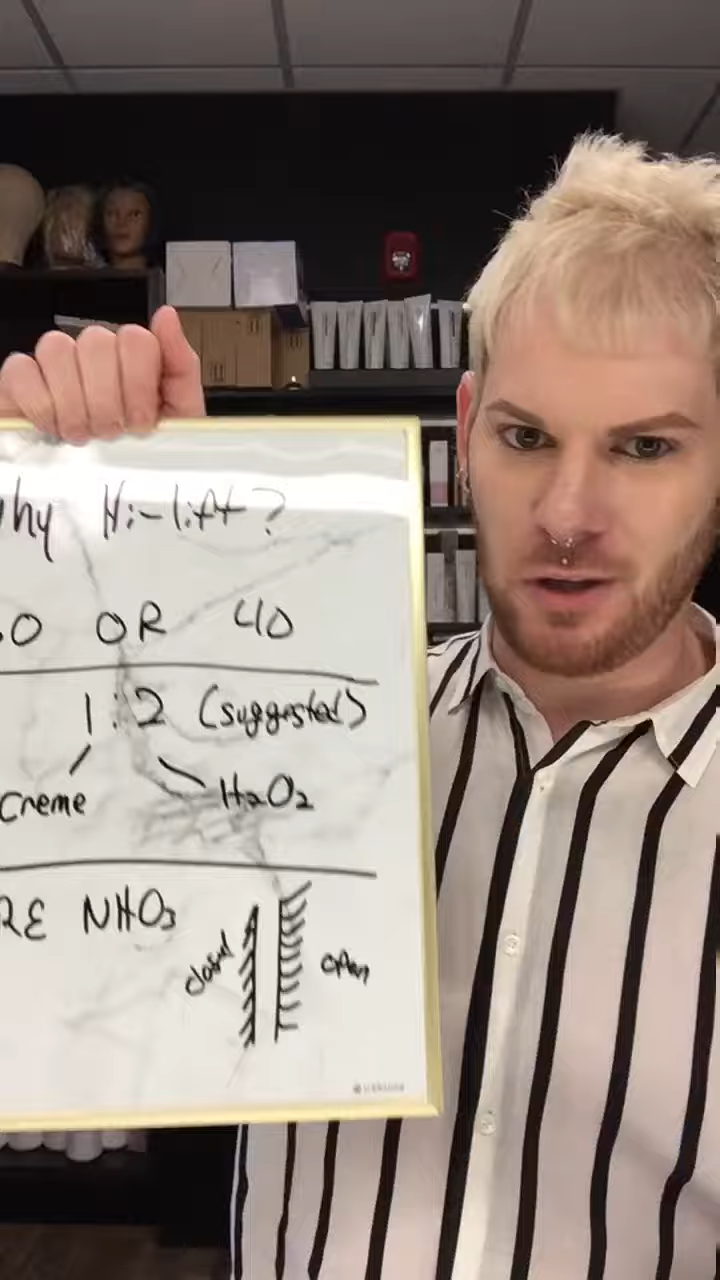 hy Hi-lift?
0 OR 40
1:2 (suggested)
creme H₂O₂
RE NHO₃
closed open